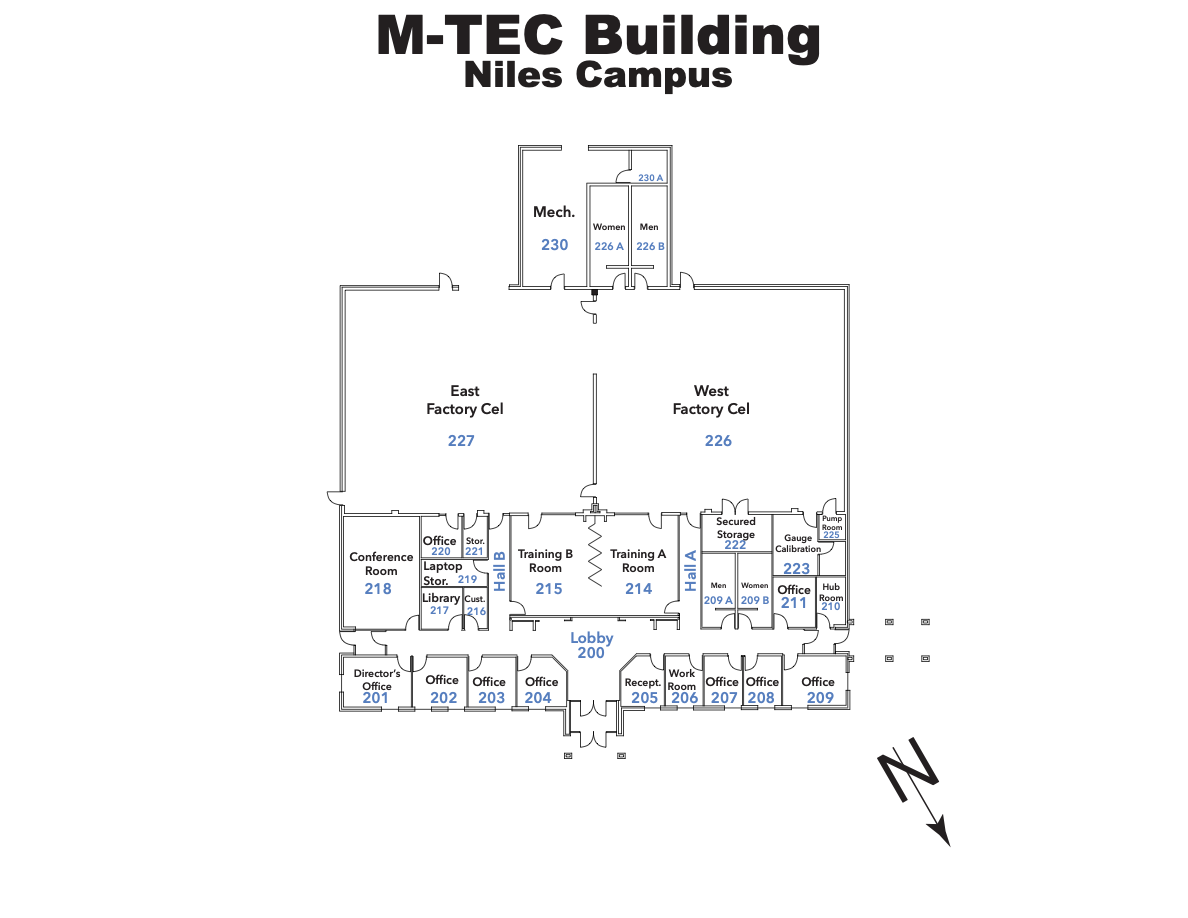 M-TEC Building
Niles Campus
230 A
Mech.
230
Women
226 A
Men
226 B
East
Factory Cel
227
West
Factory Cel
226
Conference
Room
218
Office
220
Stor.
221
Laptop
Stor. 219
Library
217
Cust.
216
Hall B
Training B
Room
215
Training A
Room
214
Hall A
Secured
Storage
222
Men
209 A
Women
209 B
Gauge
Calibration
223
Pump
Room
225
Office
211
Hub
Room
210
Lobby
200
Director's
Office
201
Office
202
Office
203
Office
204
Recept.
205
Work
Room
206
Office
207
Office
208
Office
209
N